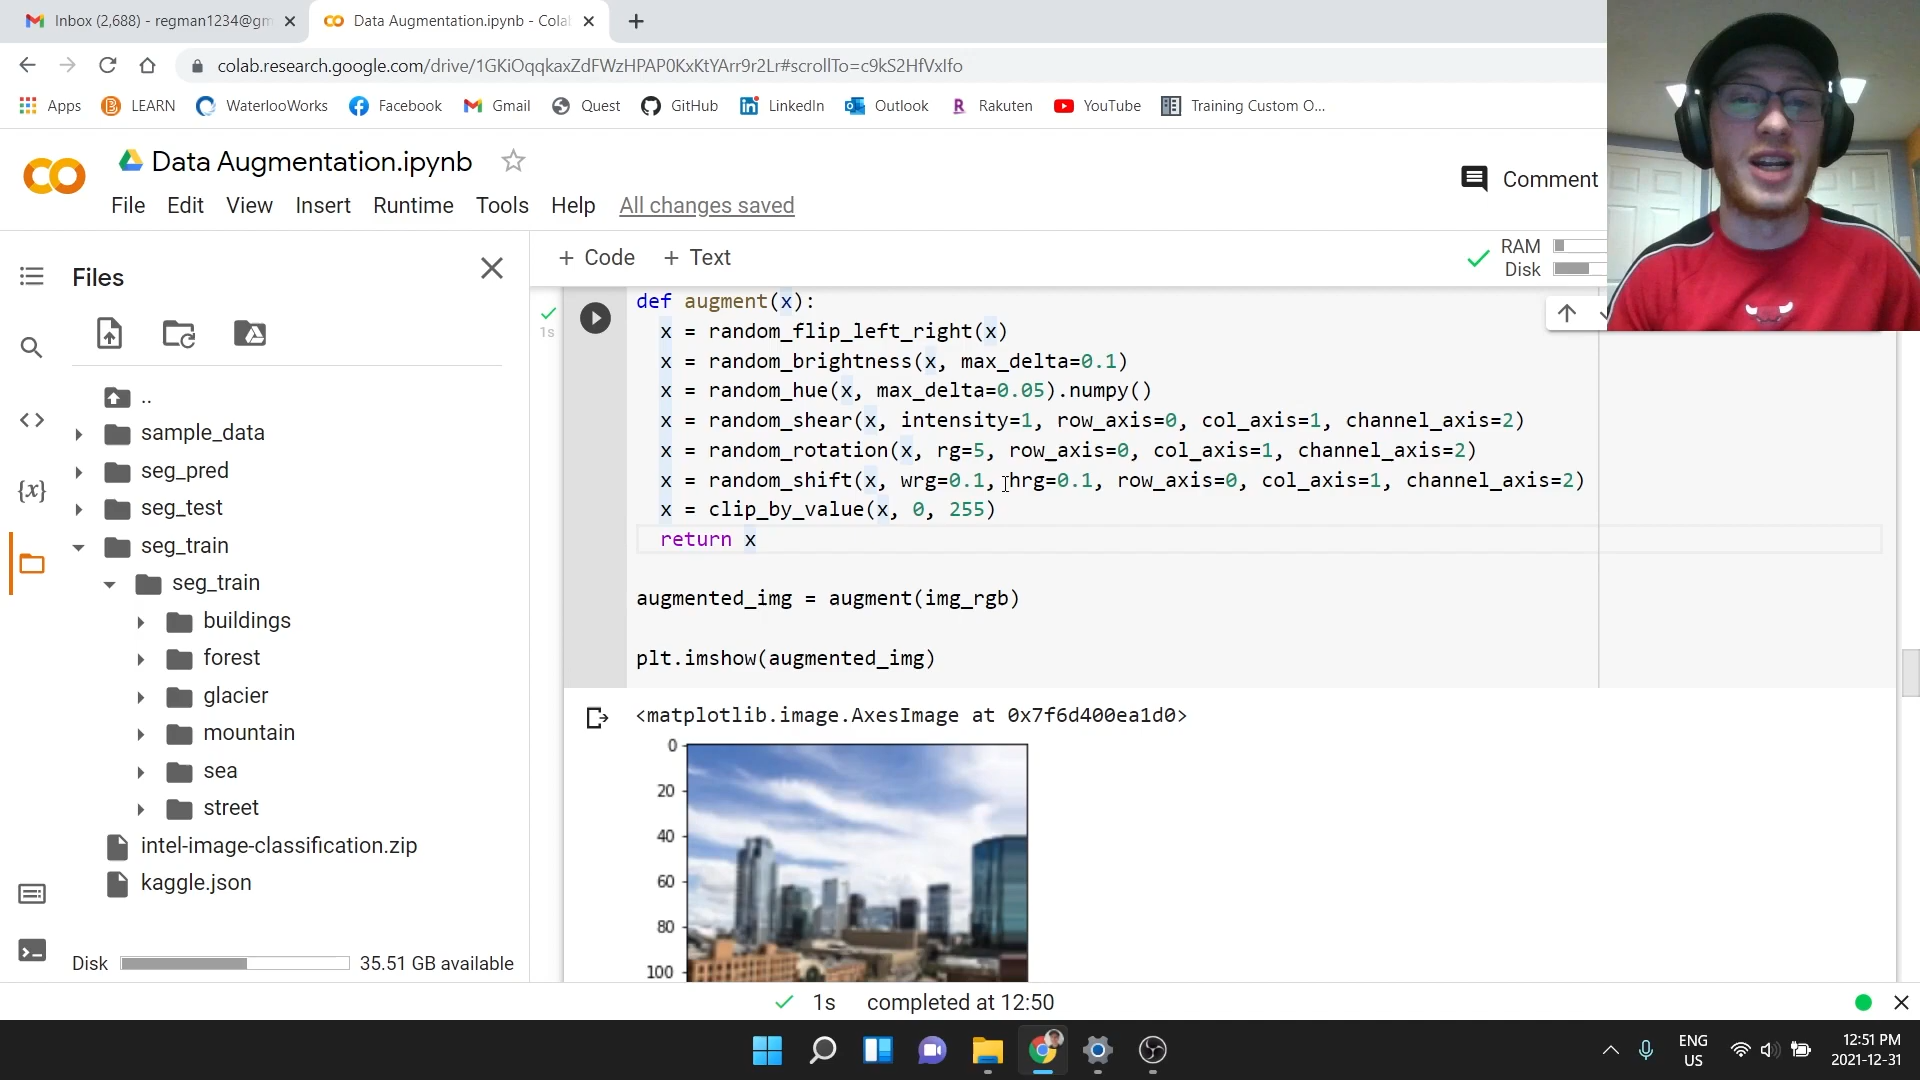 Inbox (2,688) - regman1234@gm
Data Augmentation.ipynb - Cola
colab.research.google.com/drive/1GKiOqqkaxZdFWzHPAP0KxKtYArr9r2Lr#scrollTo=c9kS2HfVxIfo
Apps LEARN WaterlooWorks Facebook Gmail Quest GitHub LinkedIn Outlook Rakuten YouTube Training Custom O...
Data Augmentation.ipynb
Comment
File Edit View Insert Runtime Tools Help All changes saved
Files
+ Code + Text
RAM
Disk
..
sample_data
seg_pred
seg_test
seg_train
seg_train
buildings
forest
glacier
mountain
sea
street
intel-image-classification.zip
kaggle.json
Disk 35.51 GB available
{x}
1s
def augment(x):
x = random_flip_left_right(x)
x = random_brightness(x, max_delta=0.1)
x = random_hue(x, max_delta=0.05).numpy()
x = random_shear(x, intensity=1, row_axis=0, col_axis=1, channel_axis=2)
x = random_rotation(x, rg=5, row_axis=0, col_axis=1, channel_axis=2)
x = random_shift(x, wrg=0.1, hrg=0.1, row_axis=0, col_axis=1, channel_axis=2)
x = clip_by_value(x, 0, 255)
return x
augmented_img = augment(img_rgb)
plt.imshow(augmented_img)
<matplotlib.image.AxesImage at 0x7f6d400ea1d0>
0
20
40
60
80
100
1s completed at 12:50
ENG
US
12:51 PM
2021-12-31